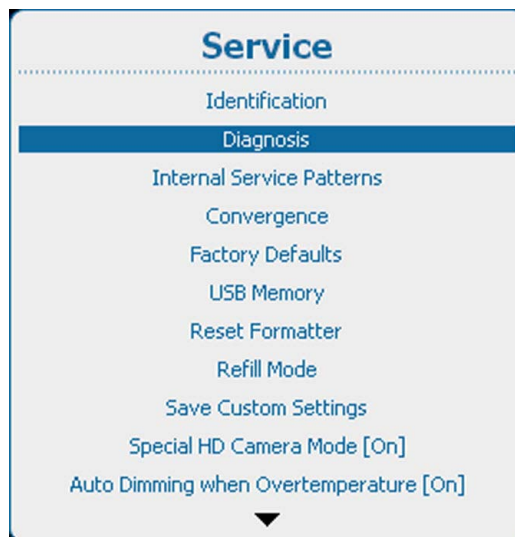 Service
Identification
Diagnosis
Internal Service Patterns
Convergence
Factory Defaults
USB Memory
Reset Formatter
Refill Mode
Save Custom Settings
Special HD Camera Mode [On]
Auto Dimming when Overtemperature [On]